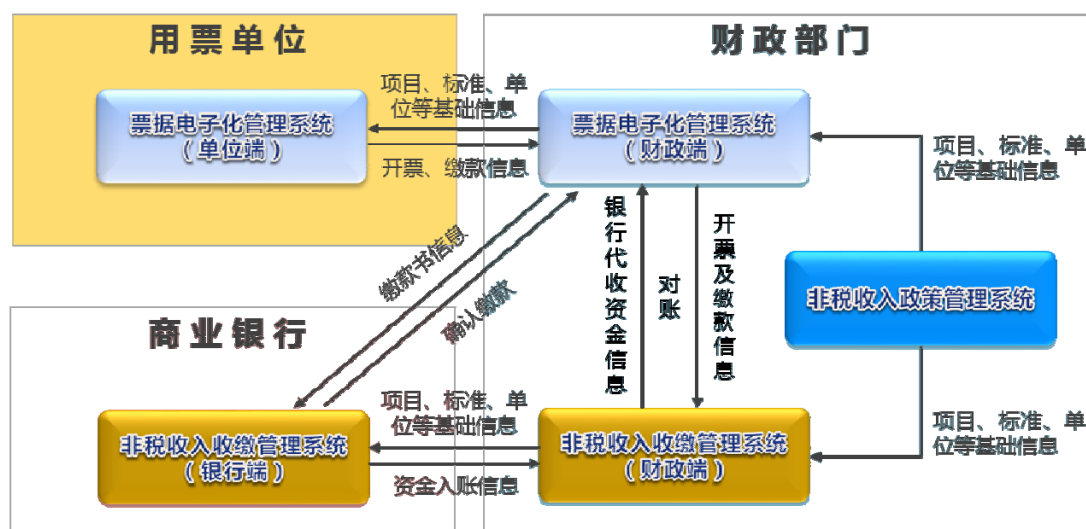 用票单位
财政部门
项目、标准、单
位等基础信息
票据电子化管理系统
（单位端）
票据电子化管理系统
（财政端）
开票、缴款信息
项目、标准、单
位等基础信息
缴款书信息
确认缴款
银行代收资金信息
对账
开票及缴款信息
非税收入政策管理系统
商业银行
项目、标准、单
位等基础信息
非税收入收缴管理系统
（银行端）
非税收入收缴管理系统
（财政端）
资金入账信息
项目、标准、单
位等基础信息